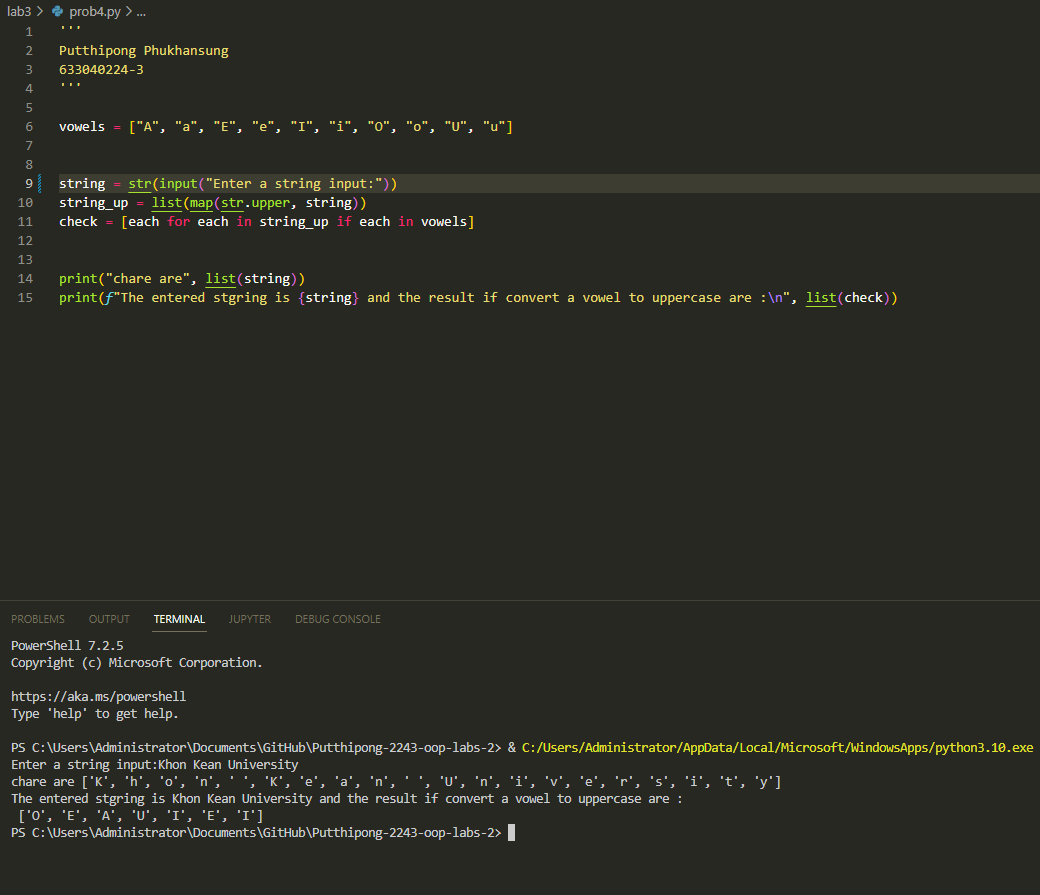 lab3 > prob4.py > ...
1 '''
2 Putthipong Phukhansung
3 633040224-3
4 '''
5
6 vowels = ["A", "a", "E", "e", "I", "i", "O", "o", "U", "u"]
7
8
9 string = str(input("Enter a string input:"))
10 string_up = list(map(str.upper, string))
11 check = [each for each in string_up if each in vowels]
12
13
14 print("chare are", list(string))
15 print(f"The entered stgring is {string} and the result if convert a vowel to uppercase are :\n", list(check))
PROBLEMS OUTPUT TERMINAL JUPYTER DEBUG CONSOLE
PowerShell 7.2.5
Copyright (c) Microsoft Corporation.
https://aka.ms/powershell
Type 'help' to get help.
PS C:\Users\Administrator\Documents\GitHub\Putthipong-2243-oop-labs-2> & C:/Users/Administrator/AppData/Local/Microsoft/WindowsApps/python3.10.exe
Enter a string input:Khon Kean University
chare are ['K', 'h', 'o', 'n', ' ', 'K', 'e', 'a', 'n', ' ', 'U', 'n', 'i', 'v', 'e', 'r', 's', 'i', 't', 'y']
The entered stgring is Khon Kean University and the result if convert a vowel to uppercase are :
['O', 'E', 'A', 'U', 'I', 'E', 'I']
PS C:\Users\Administrator\Documents\GitHub\Putthipong-2243-oop-labs-2>